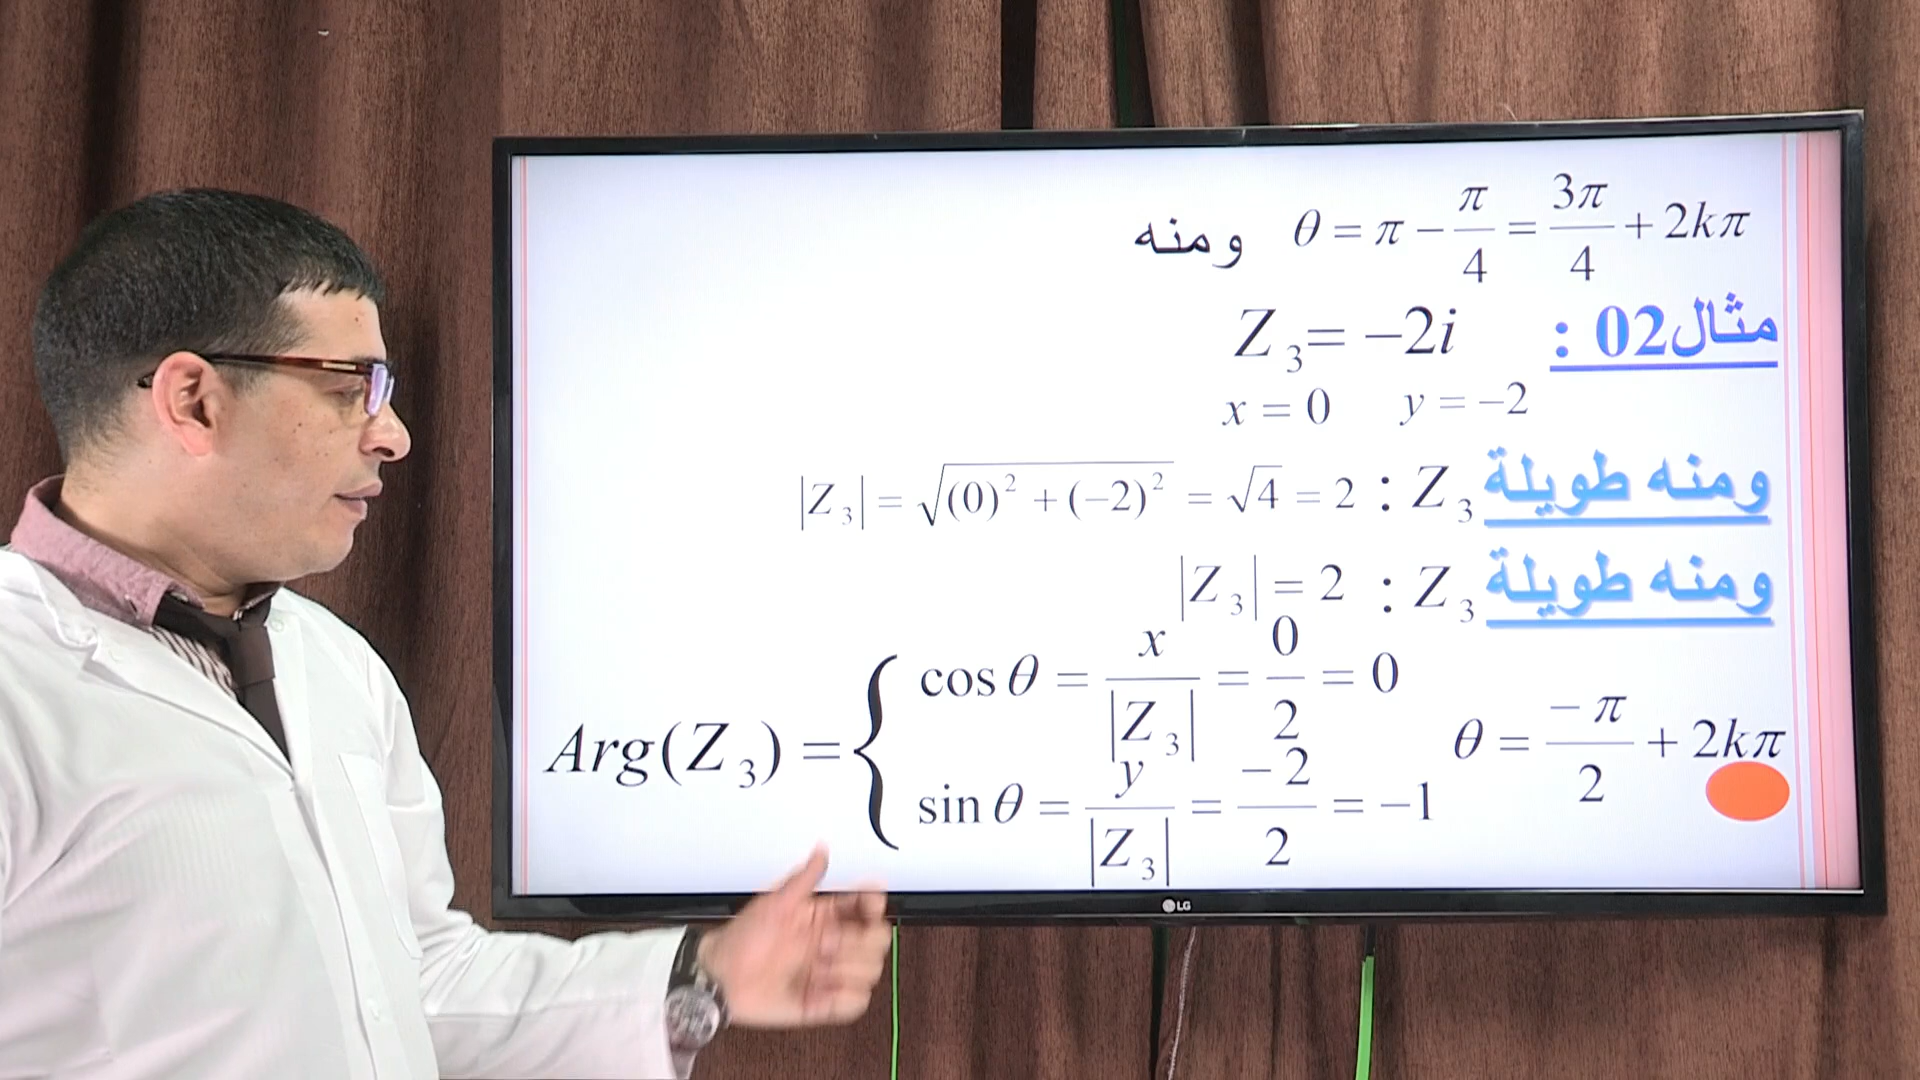 ومنه θ = π − π/4 = 3π/4 + 2kπ
مثال02 : Z₃ = −2i
x = 0 y = −2
ومنه طويلة Z₃ : |Z₃| = √((0)² + (−2)²) = √4 = 2
ومنه طويلة Z₃ : |Z₃| = 2
Arg(Z₃) = { cos θ = x/|Z₃| = 0/2 = 0
sin θ = y/|Z₃| = −2/2 = −1
θ = −π/2 + 2kπ
LG